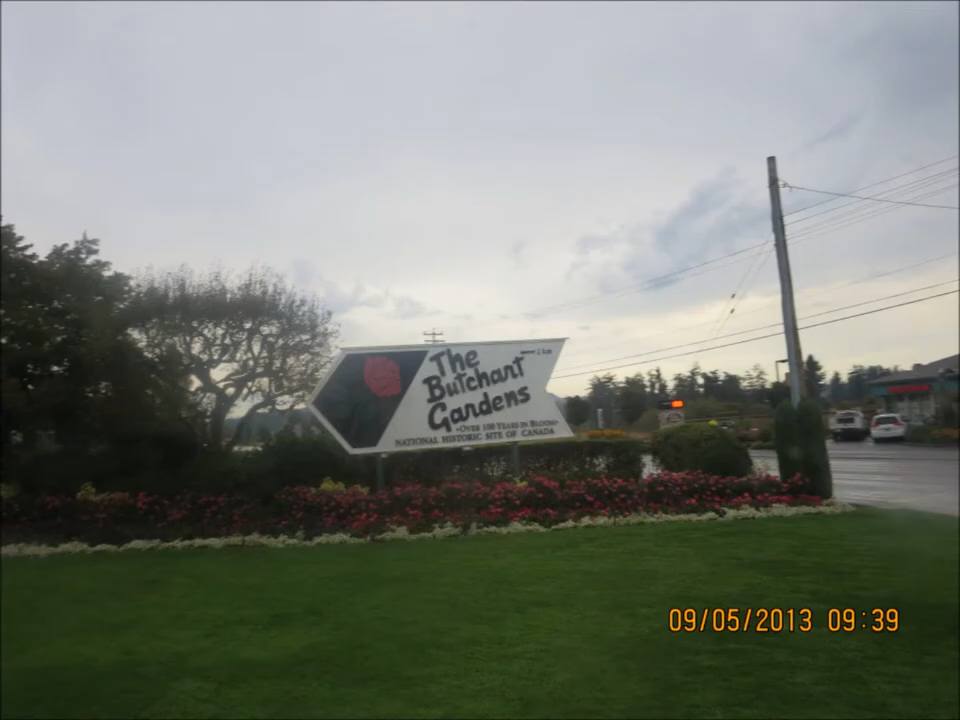 The
Butchart
Gardens
•Over 100 Years in Bloom•
National Historic Site of Canada
09/05/2013 09:39